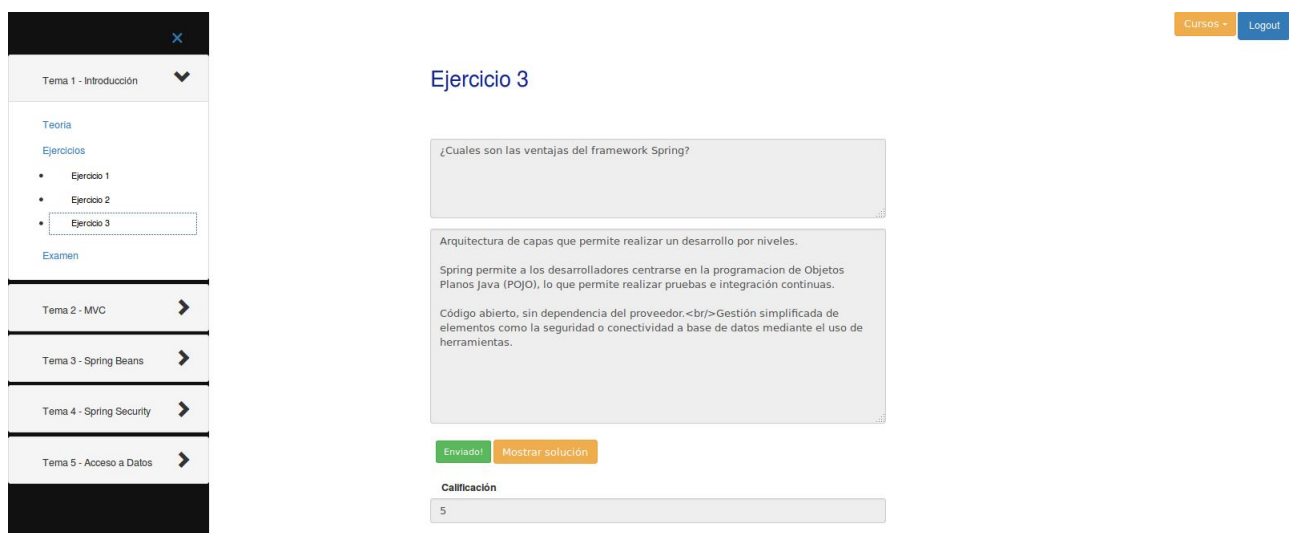 Cursos
Logout
Tema 1 - Introducción
Teoría
Ejercicios
Ejercicio 1
Ejercicio 2
Ejercicio 3
Examen
Tema 2 - MVC
Tema 3 - Spring Beans
Tema 4 - Spring Security
Tema 5 - Acceso a Datos
Ejercicio 3
¿Cuales son las ventajas del framework Spring?
Arquitectura de capas que permite realizar un desarrollo por niveles.
Spring permite a los desarrolladores centrarse en la programacion de Objetos
Planos Java (POJO), lo que permite realizar pruebas e integración continuas.
Código abierto, sin dependencia del proveedor.<br/>Gestión simplificada de
elementos como la seguridad o conectividad a base de datos mediante el uso de
herramientas.
Enviado!
Mostrar solución
Calificación
5